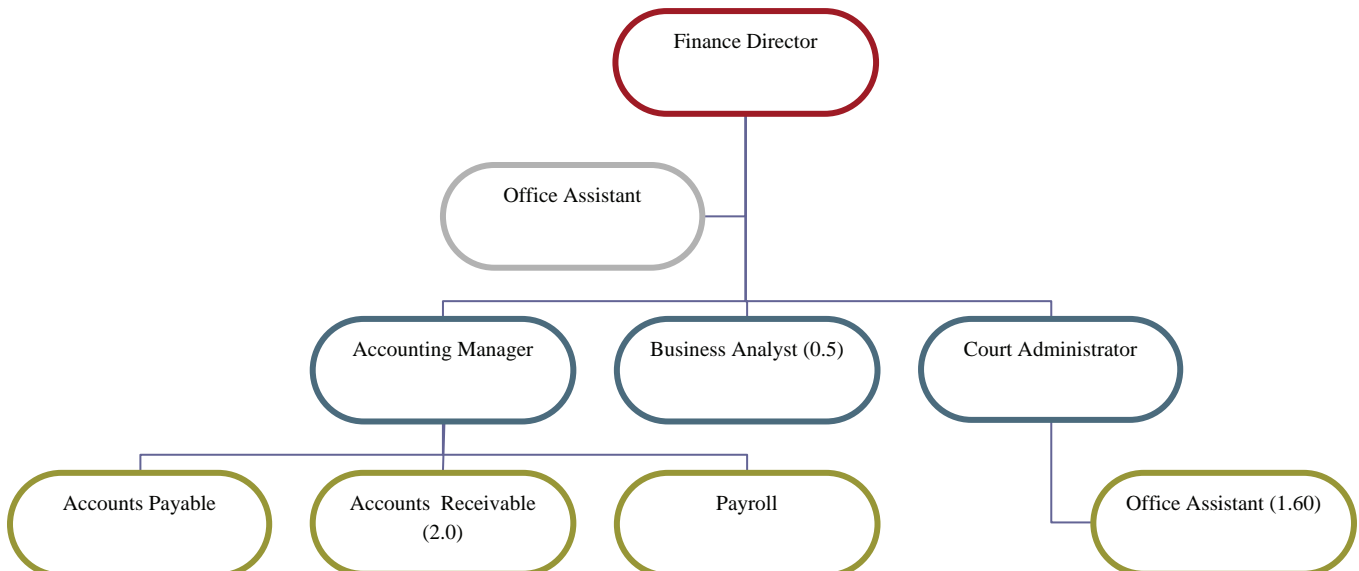 Finance Director
Office Assistant
Accounting Manager
Business Analyst (0.5)
Court Administrator
Accounts Payable
Accounts  Receivable
(2.0)
Payroll
Office Assistant (1.60)